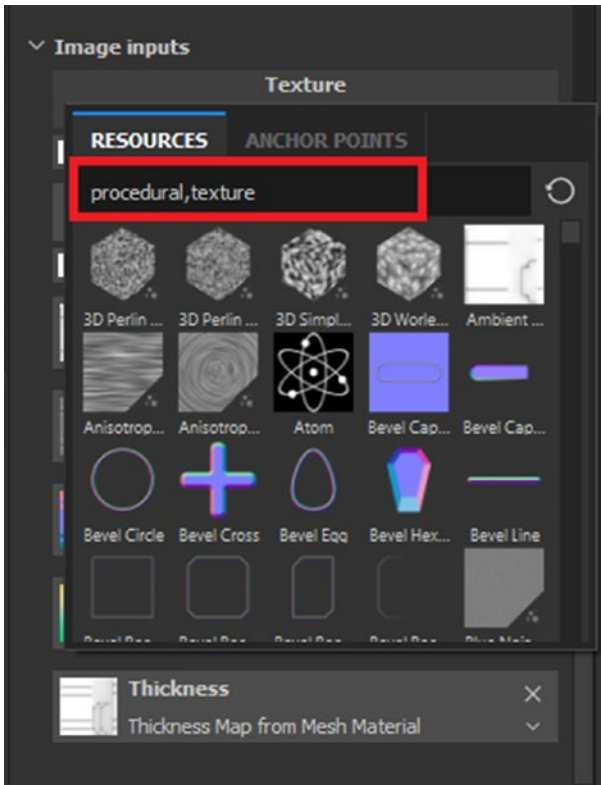 Image inputs
Texture
RESOURCES ANCHOR POINTS
procedural,texture
3D Perlin ... 3D Perlin ... 3D Simpl... 3D Worle... Ambient ...
Anisotrop... Anisotrop... Atom Bevel Cap... Bevel Cap...
Bevel Circle Bevel Cross Bevel Egg Bevel Hex... Bevel Line
Thickness
Thickness Map from Mesh Material